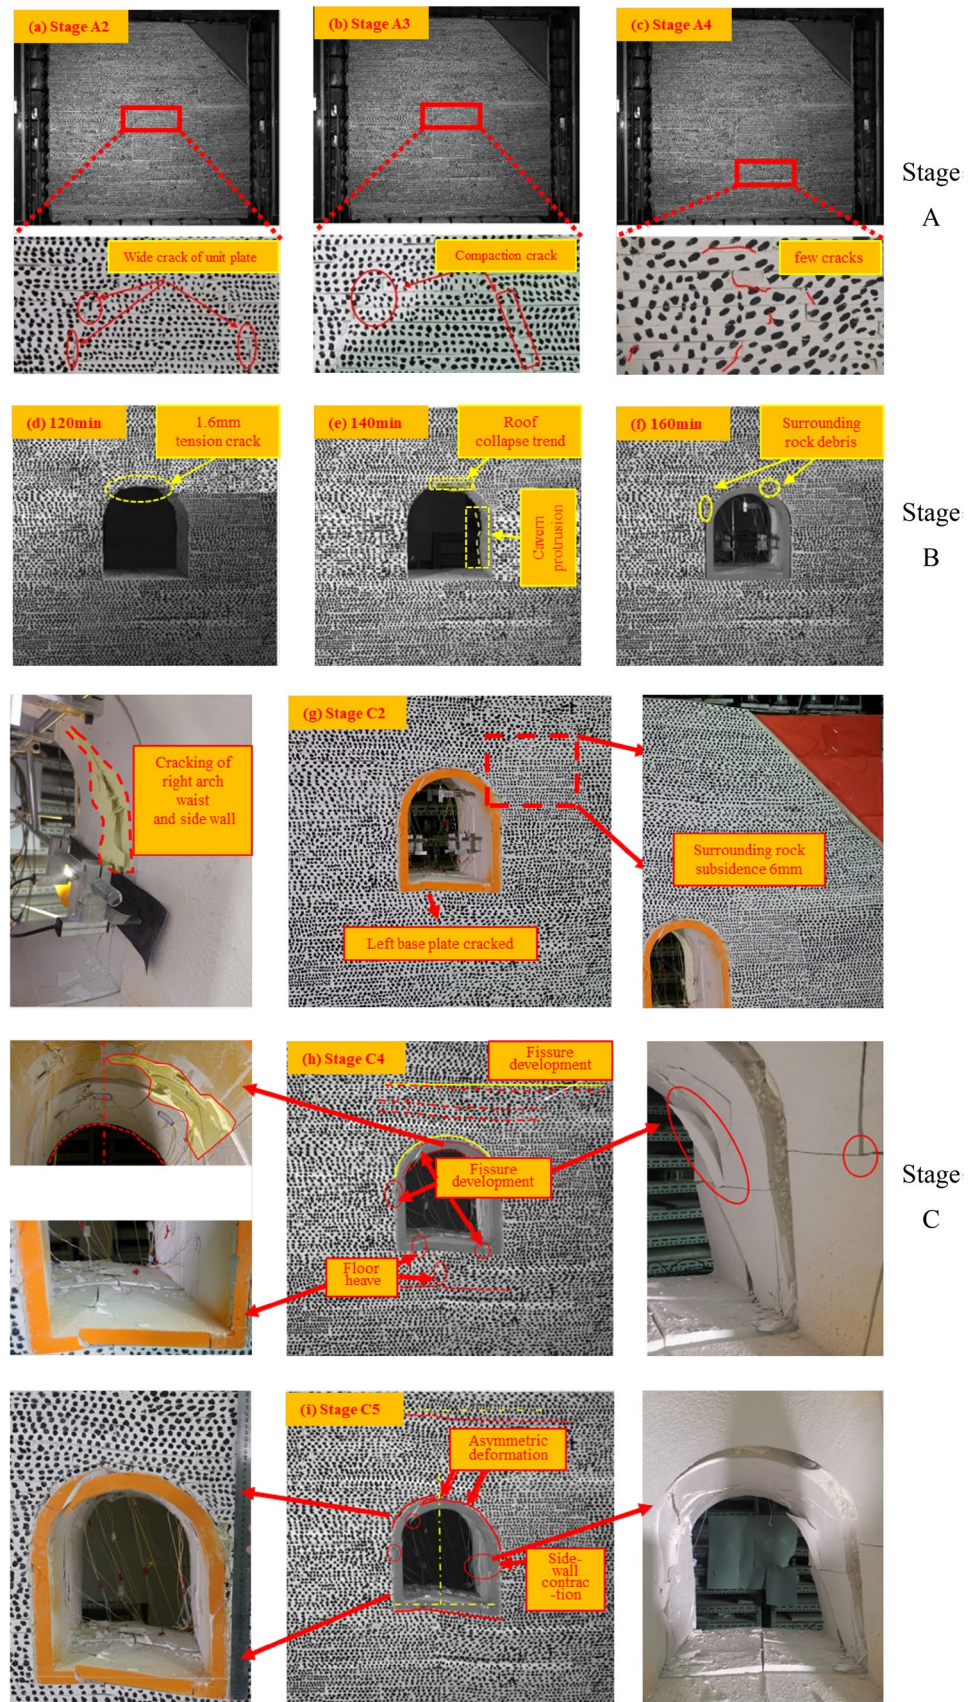 (a) Stage A2
(b) Stage A3
(c) Stage A4
Stage
A
Wide crack of unit plate
Compaction crack
few cracks
(d) 120min
1.6mm
tension crack
(e) 140min
Roof
collapse trend
Cavern
protrusion
(f) 160min
Surrounding
rock debris
Stage
B
Cracking of
right arch
waist
and side wall
(g) Stage C2
Left base plate cracked
Surrounding rock
subsidence 6mm
(h) Stage C4
Fissure
development
Fissure
development
Floor
heave
Stage
C
(i) Stage C5
Asymmetric
deformation
Side-
wall
contrac
-tion